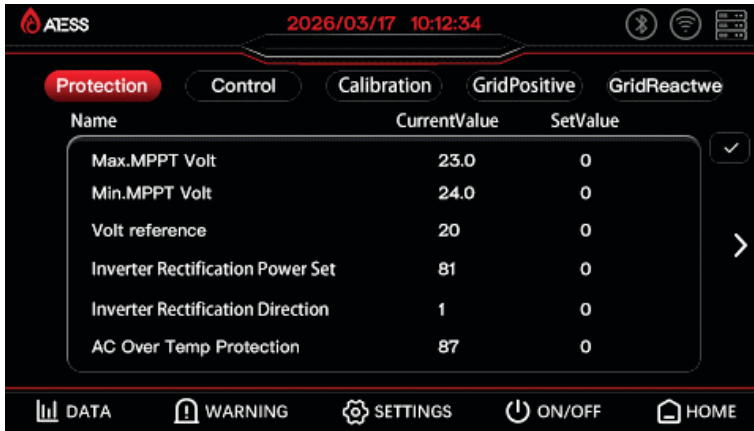 ATESS 2026/03/17 10:12:34
Protection Control Calibration GridPositive GridReactwe
Name CurrentValue SetValue
Max.MPPT Volt 23.0 0
Min.MPPT Volt 24.0 0
Volt reference 20 0
Inverter Rectification Power Set 81 0
Inverter Rectification Direction 1 0
AC Over Temp Protection 87 0
DATA WARNING SETTINGS ON/OFF HOME